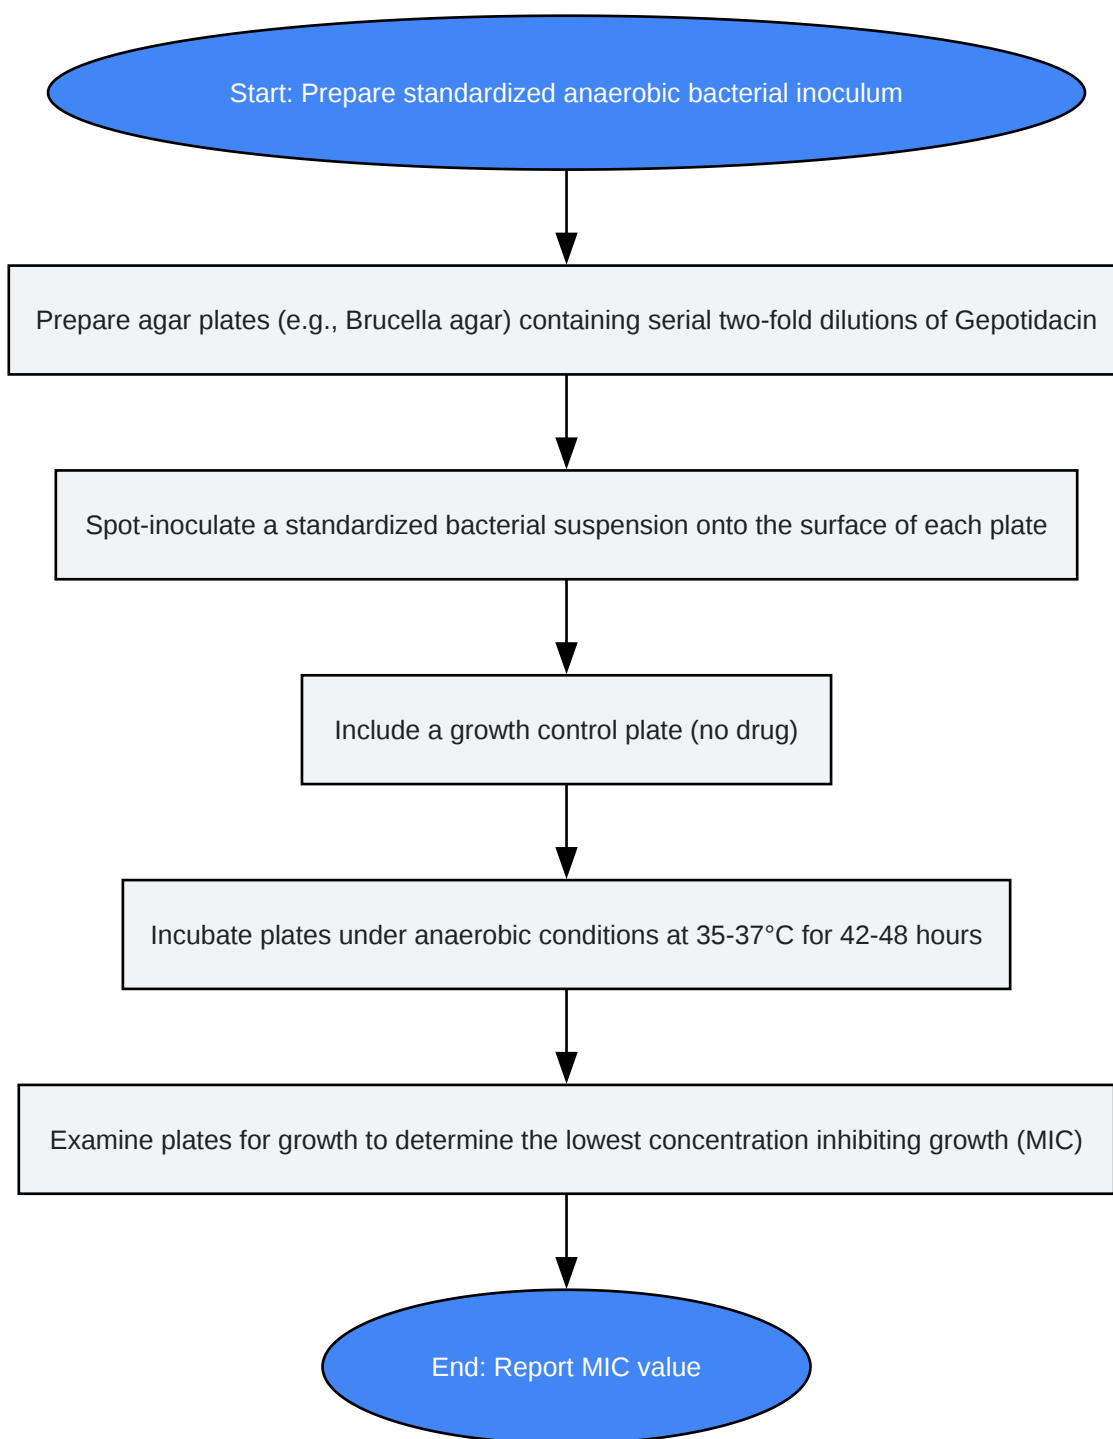 Start: Prepare standardized anaerobic bacterial inoculum
Prepare agar plates (e.g., Brucella agar) containing serial two-fold dilutions of Gepotidacin
Spot-inoculate a standardized bacterial suspension onto the surface of each plate
Include a growth control plate (no drug)
Incubate plates under anaerobic conditions at 35-37°C for 42-48 hours
Examine plates for growth to determine the lowest concentration inhibiting growth (MIC)
End: Report MIC value